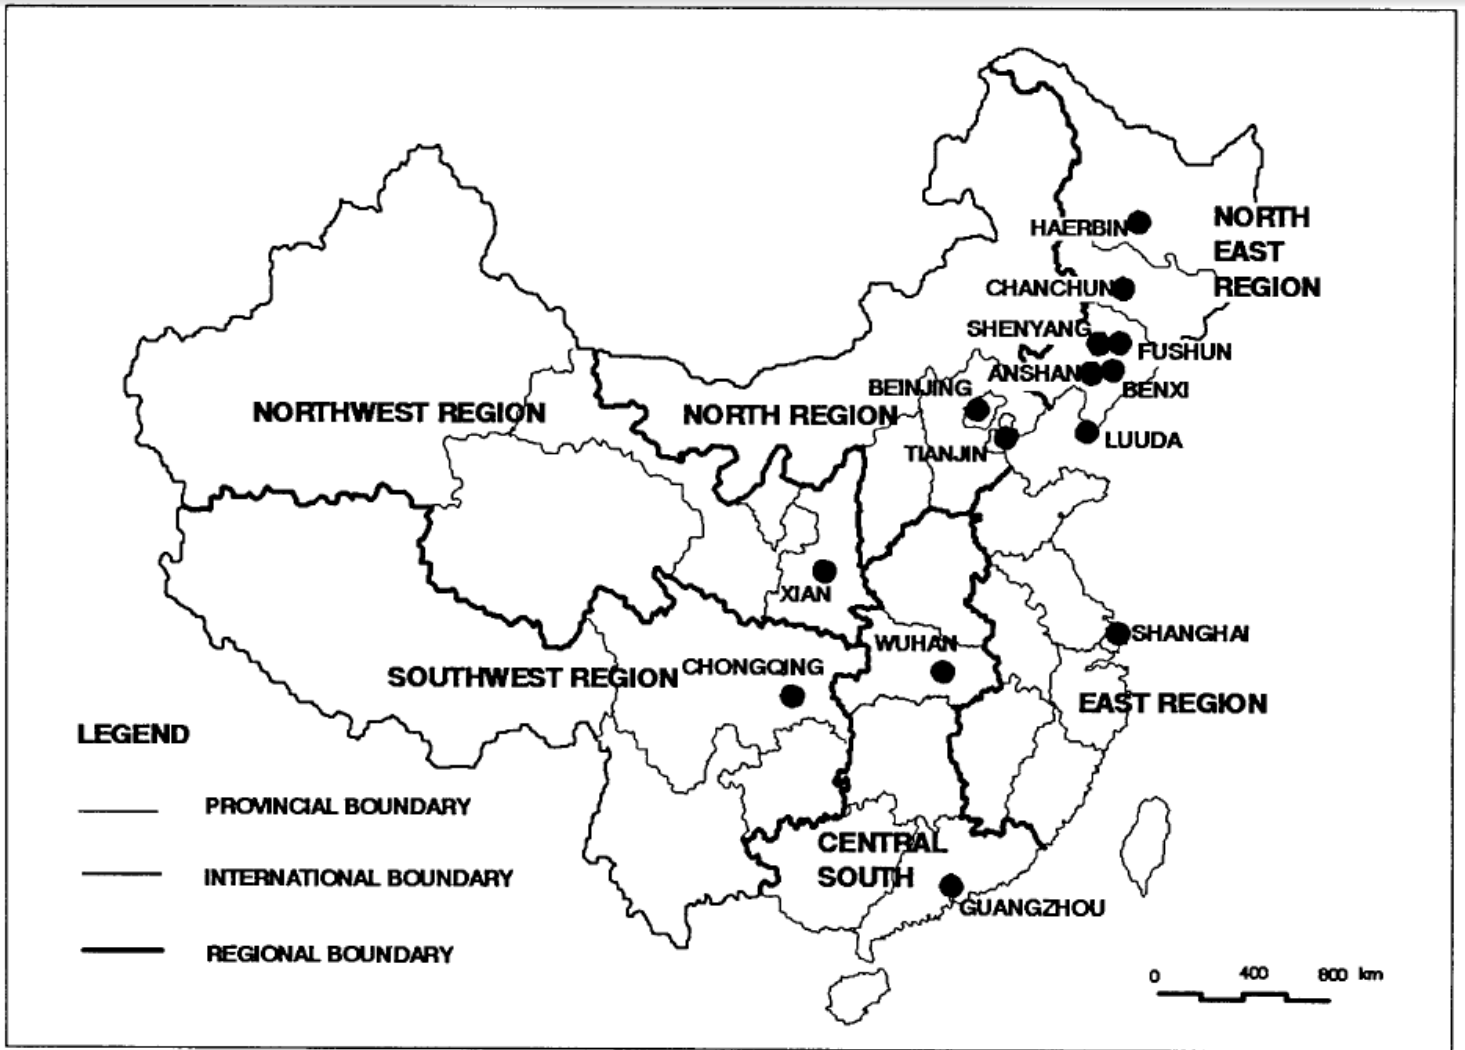 HAERBIN
NORTH
EAST
REGION
CHANCHUN
SHENYANG
FUSHUN
ANSHAN
BENXI
BEINJING
NORTHWEST REGION
NORTH REGION
LUUDA
TIANJIN
XIAN
SHANGHAI
WUHAN
CHONGQING
SOUTHWEST REGION
EAST REGION
LEGEND
PROVINCIAL BOUNDARY
INTERNATIONAL BOUNDARY
REGIONAL BOUNDARY
CENTRAL
SOUTH
GUANGZHOU
0 400 800 km